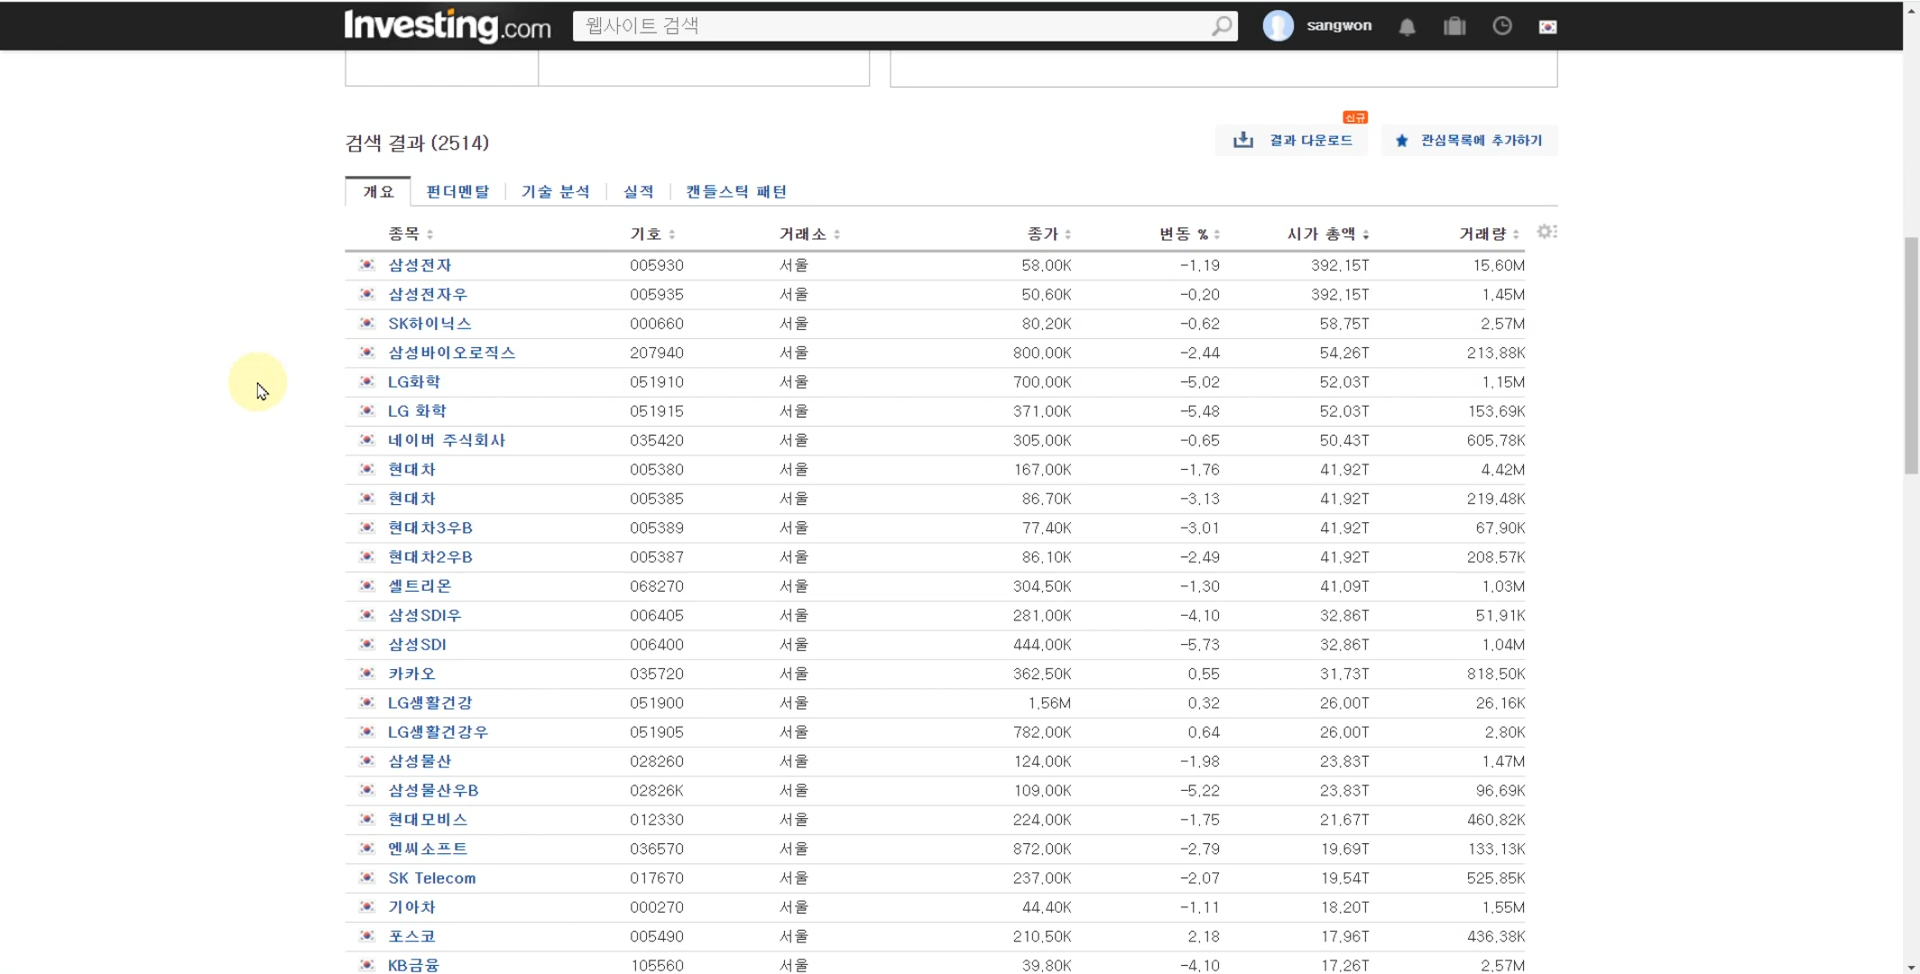 Investing.com 웹사이트 검색 sangwon
신규
검색 결과 (2514) 결과 다운로드 관심목록에 추가하기
개요 펀더멘탈 기술 분석 실적 캔들스틱 패턴
종목 기호 거래소 종가 변동 % 시가 총액 거래량
삼성전자 005930 서울 58.00K -1.19 392.15T 15.60M
삼성전자우 005935 서울 50.60K -0.20 392.15T 1.45M
SK하이닉스 000660 서울 80.20K -0.62 58.75T 2.57M
삼성바이오로직스 207940 서울 800.00K -2.44 54.26T 213.88K
LG화학 051910 서울 700.00K -5.02 52.03T 1.15M
LG 화학 051915 서울 371.00K -5.48 52.03T 153.69K
네이버 주식회사 035420 서울 305.00K -0.65 50.43T 605.78K
현대차 005380 서울 167.00K -1.76 41.92T 4.42M
현대차 005385 서울 86.70K -3.13 41.92T 219.48K
현대차3우B 005389 서울 77.40K -3.01 41.92T 67.90K
현대차2우B 005387 서울 86.10K -2.49 41.92T 208.57K
셀트리온 068270 서울 304.50K -1.30 41.09T 1.03M
삼성SDI우 006405 서울 281.00K -4.10 32.86T 51.91K
삼성SDI 006400 서울 444.00K -5.73 32.86T 1.04M
카카오 035720 서울 362.50K 0.55 31.73T 818.50K
LG생활건강 051900 서울 1.56M 0.32 26.00T 26.16K
LG생활건강우 051905 서울 782.00K 0.64 26.00T 2.80K
삼성물산 028260 서울 124.00K -1.98 23.83T 1.47M
삼성물산우B 02826K 서울 109.00K -5.22 23.83T 96.69K
현대모비스 012330 서울 224.00K -1.75 21.67T 460.82K
엔씨소프트 036570 서울 872.00K -2.79 19.69T 133.13K
SK Telecom 017670 서울 237.00K -2.07 19.54T 525.85K
기아차 000270 서울 44.40K -1.11 18.20T 1.55M
포스코 005490 서울 210.50K 2.18 17.96T 436.38K
KB금융 105560 서울 39.80K -4.10 17.26T 2.57M